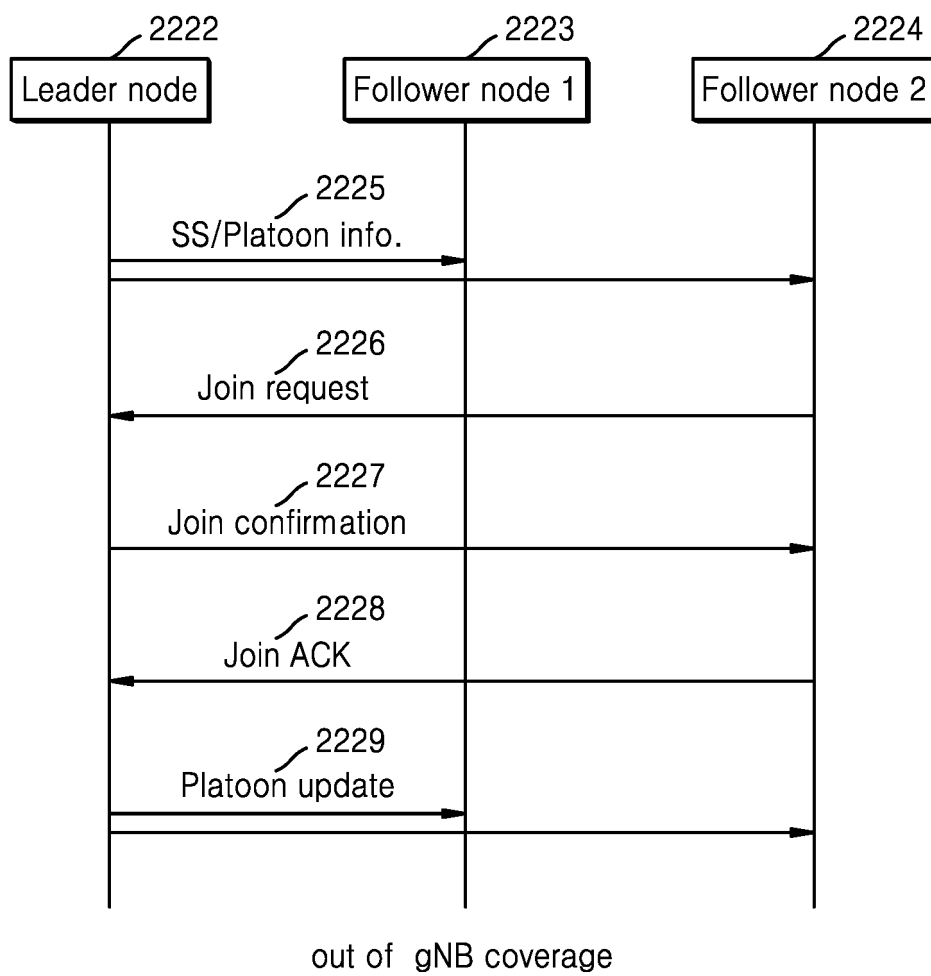 2222
2223
2224
Leader node
Follower node 1
Follower node 2
2225
SS/Platoon info.
2226
Join request
2227
Join confirmation
2228
Join ACK
2229
Platoon update
out of gNB coverage